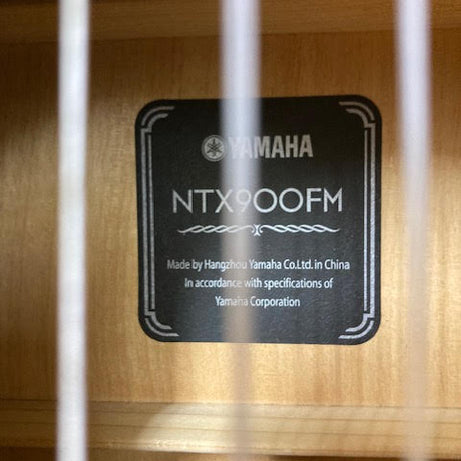 YAMAHA
NTX900FM
Made by Hangzhou Yamaha Co.Ltd. in China
In accordance with specifications of
Yamaha Corporation